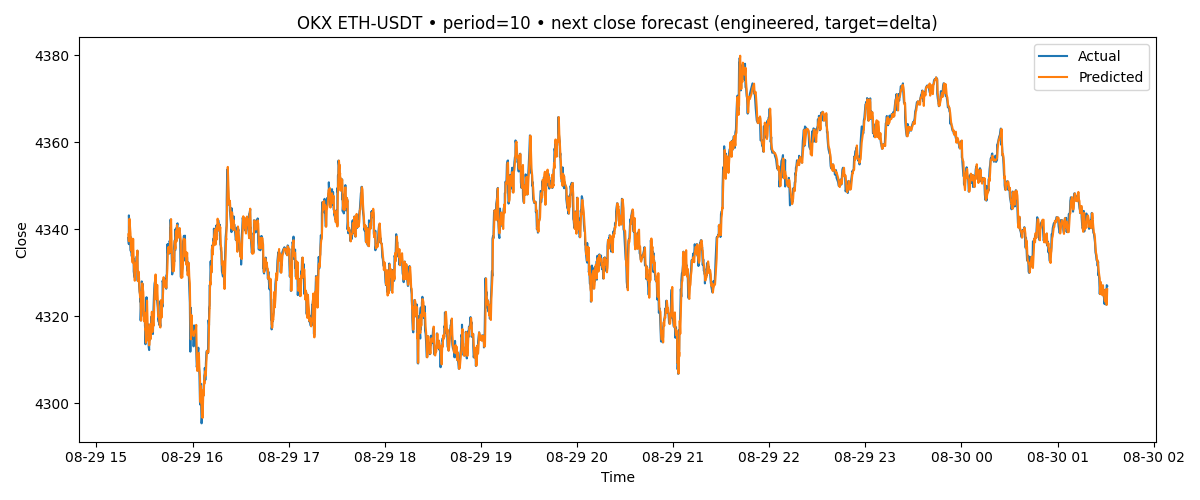 OKX ETH-USDT • period=10 • next close forecast (engineered, target=delta)
Actual
Predicted
4380
4360
4340
4320
4300
Close
08-29 15 08-29 16 08-29 17 08-29 18 08-29 19 08-29 20 08-29 21 08-29 22 08-29 23 08-30 00 08-30 01 08-30 02
Time